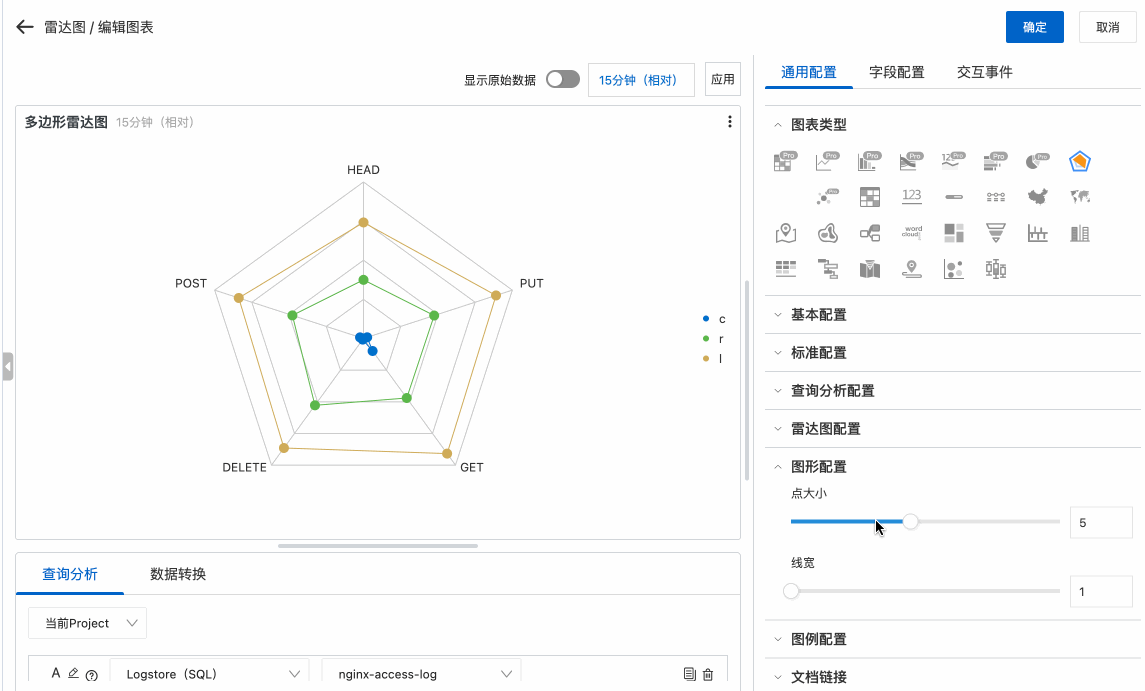 雷达图 / 编辑图表
确定
取消
显示原始数据
15分钟（相对）
应用
多边形雷达图 15分钟（相对）
HEAD
POST
PUT
DELETE
GET
c
r
l
查询分析
数据转换
当前Project
A
Logstore（SQL）
nginx-access-log
通用配置
字段配置
交互事件
图表类型
Pro
Pro
Pro
Pro
123 Pro
Pro
Pro
123
word cloud
基本配置
标准配置
查询分析配置
雷达图配置
图形配置
点大小
5
线宽
1
图例配置
文档链接